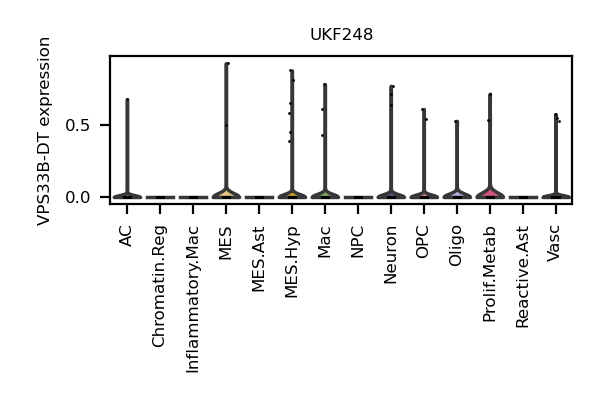 UKF248
VPS33B-DT expression
0.5
0.0
AC
Chromatin.Reg
Inflammatory.Mac
MES
MES.Ast
MES.Hyp
Mac
NPC
Neuron
OPC
Oligo
Prolif.Metab
Reactive.Ast
Vasc